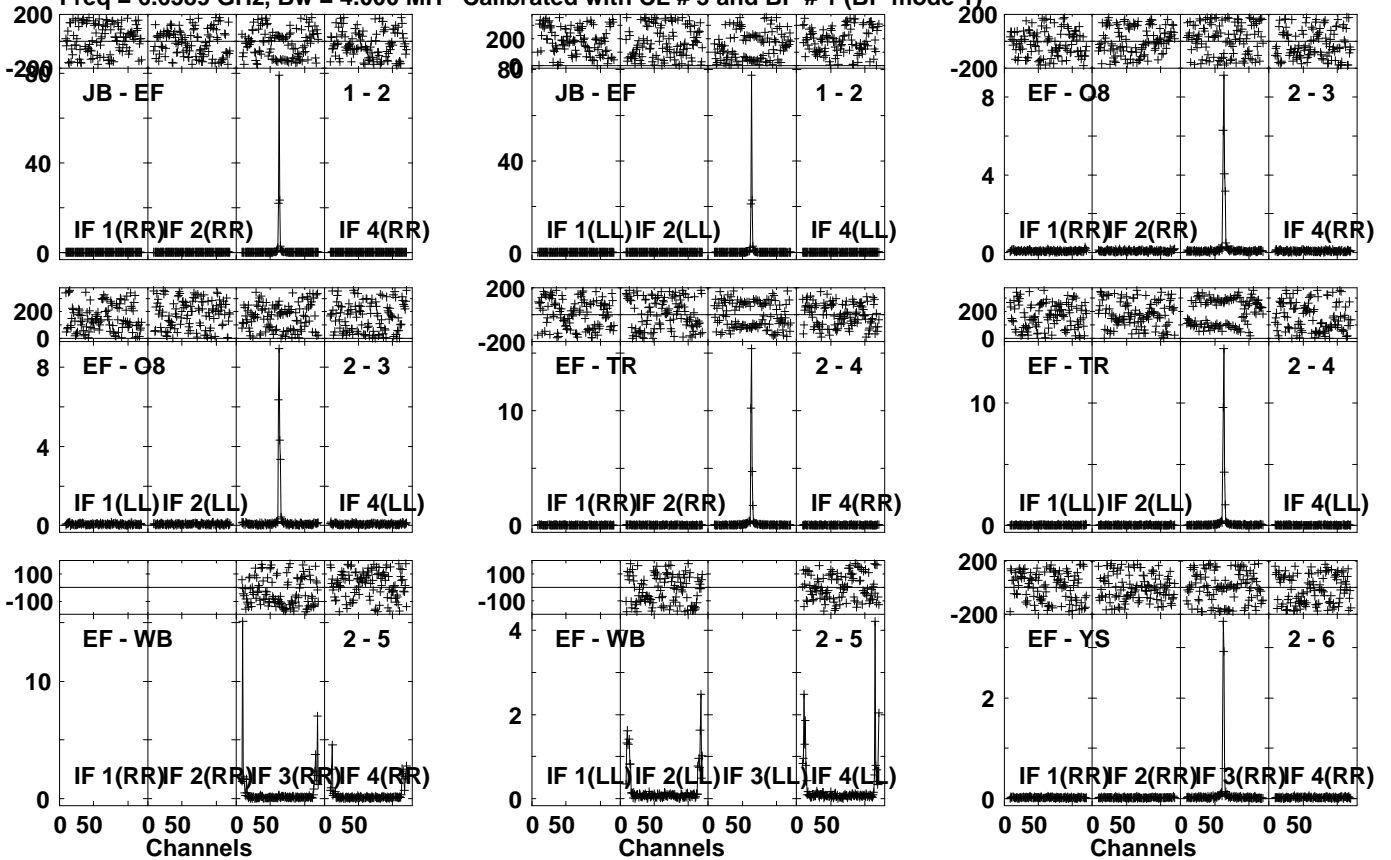 Freq = GHz, Bw = 4.000 MH Calibrated with CL # and BP # 1 (BP mode 1)
200
-200
80
40
0
JB - EF 1 - 2
IF 1(RR) IF 2(RR) IF 4(RR)
200
0
80
40
0
JB - EF 1 - 2
IF 1(LL) IF 2(LL) IF 4(LL)
200
-200
8
4
0
EF - O8 2 - 3
IF 1(RR) IF 2(RR) IF 4(RR)
200
0
8
4
0
EF - O8 2 - 3
IF 1(LL) IF 2(LL) IF 4(LL)
200
-200
10
0
EF - TR 2 - 4
IF 1(RR) IF 2(RR) IF 4(RR)
200
0
10
0
EF - TR 2 - 4
IF 1(LL) IF 2(LL) IF 4(LL)
100
-100
10
0
EF - WB 2 - 5
IF 1(RR) IF 2(RR) IF 3(RR) IF 4(RR)
0 50 0 50 0 50 0 50
Channels
100
-100
4
2
0
EF - WB 2 - 5
IF 1(LL) IF 2(LL) IF 3(LL) IF 4(LL)
0 50 0 50 0 50 0 50
Channels
200
-200
2
0
EF - YS 2 - 6
IF 1(RR) IF 2(RR) IF 3(RR) IF 4(RR)
0 50 0 50 0 50 0 50
Channels